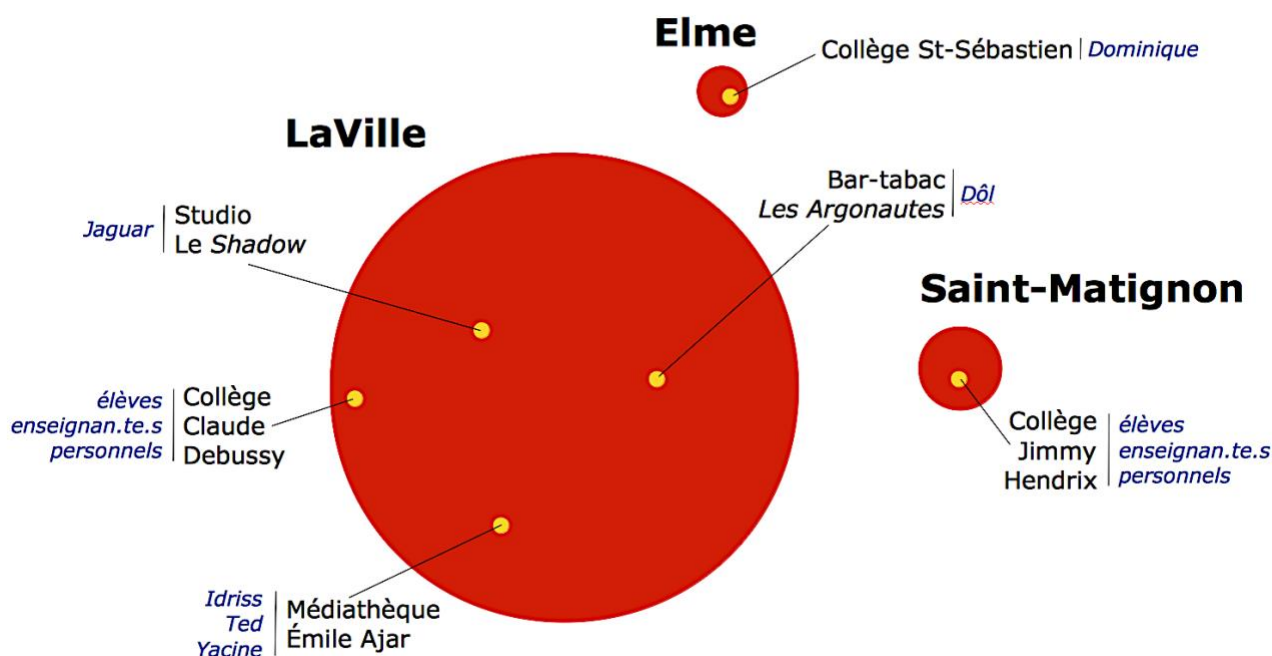 Elme
Collège St-Sébastien
Dominique
LaVille
Bar-tabac
Les Argonautes
Dôl
Jaguar
Studio
Le Shadow
Saint-Matignon
élèves
enseignan.te.s
personnels
Collège
Claude
Debussy
Collège
Jimmy
Hendrix
élèves
enseignan.te.s
personnels
Idriss
Ted
Yacine
Médiathèque
Émile Ajar